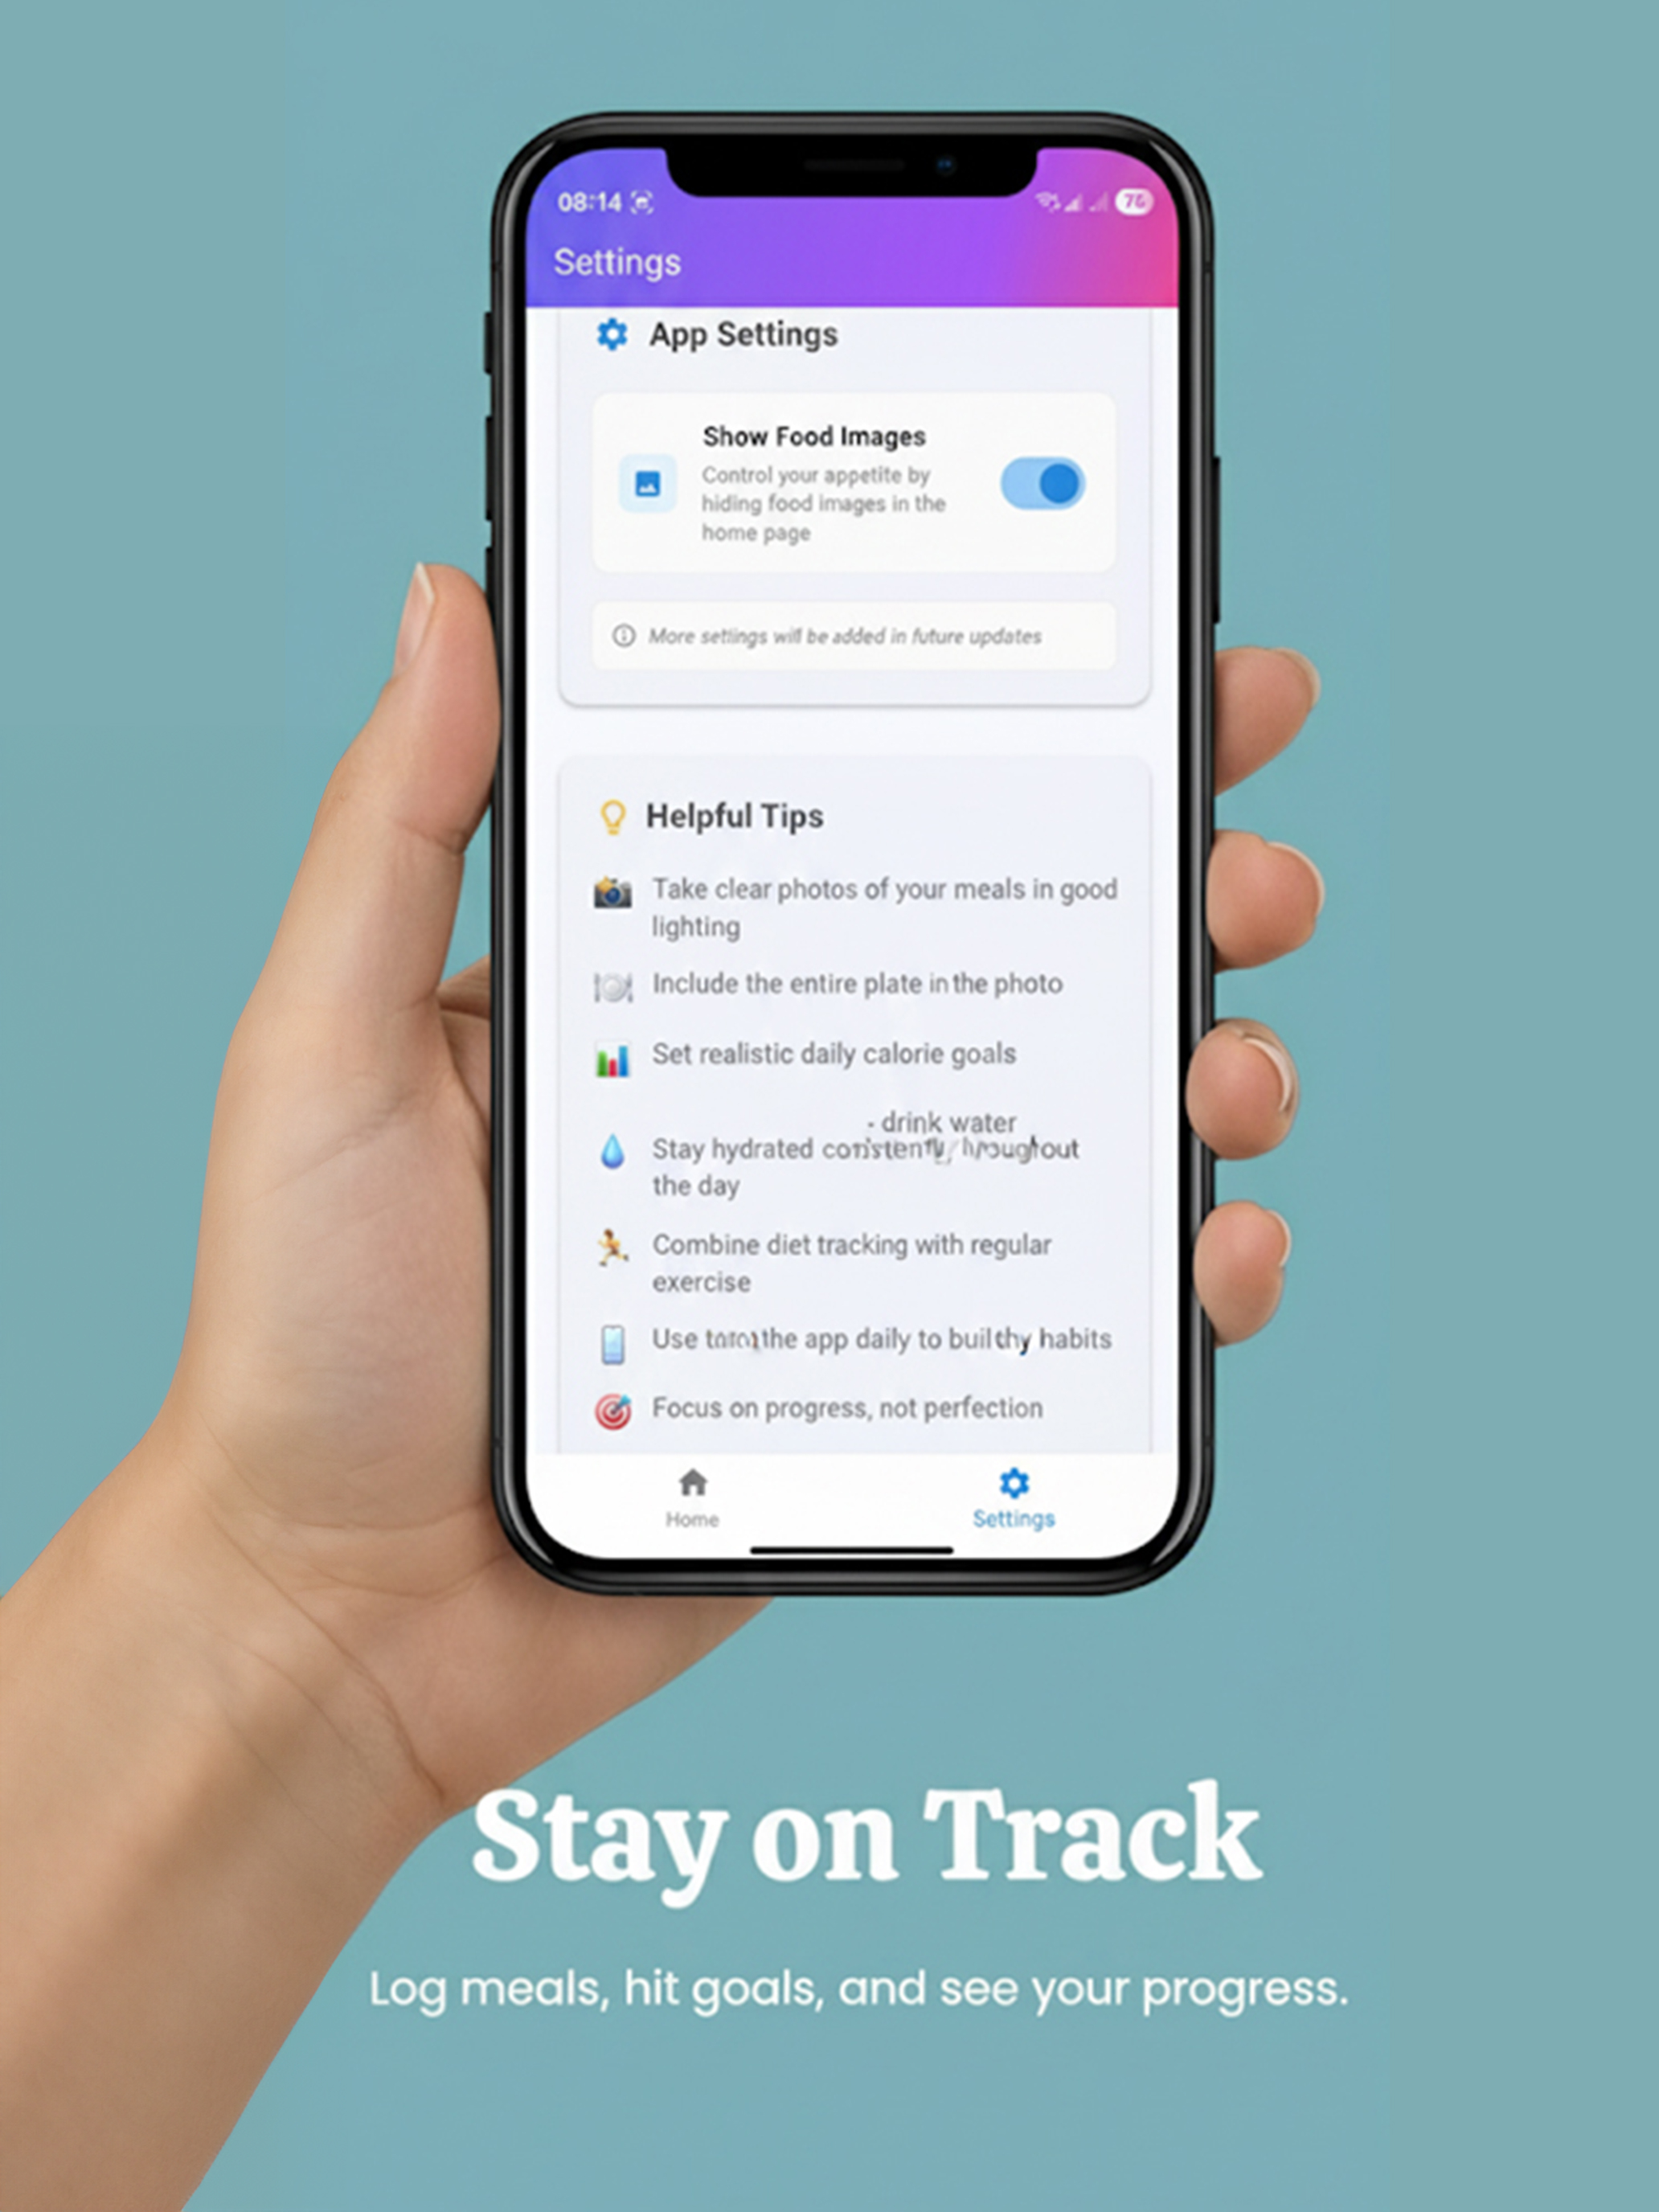 08:14
76
Settings
App Settings
Show Food Images
Control your appetite by
hiding food images in the
home page
More settings will be added in future updates
Helpful Tips
Take clear photos of your meals in good
lighting
Include the entire plate in the photo
Set realistic daily calorie goals
- drink water
Stay hydrated
the day
Combine diet tracking with regular
exercise
Use the app daily to habits
Focus on progress, not perfection
Home
Settings
Stay on Track
Log meals, hit goals, and see your progress.